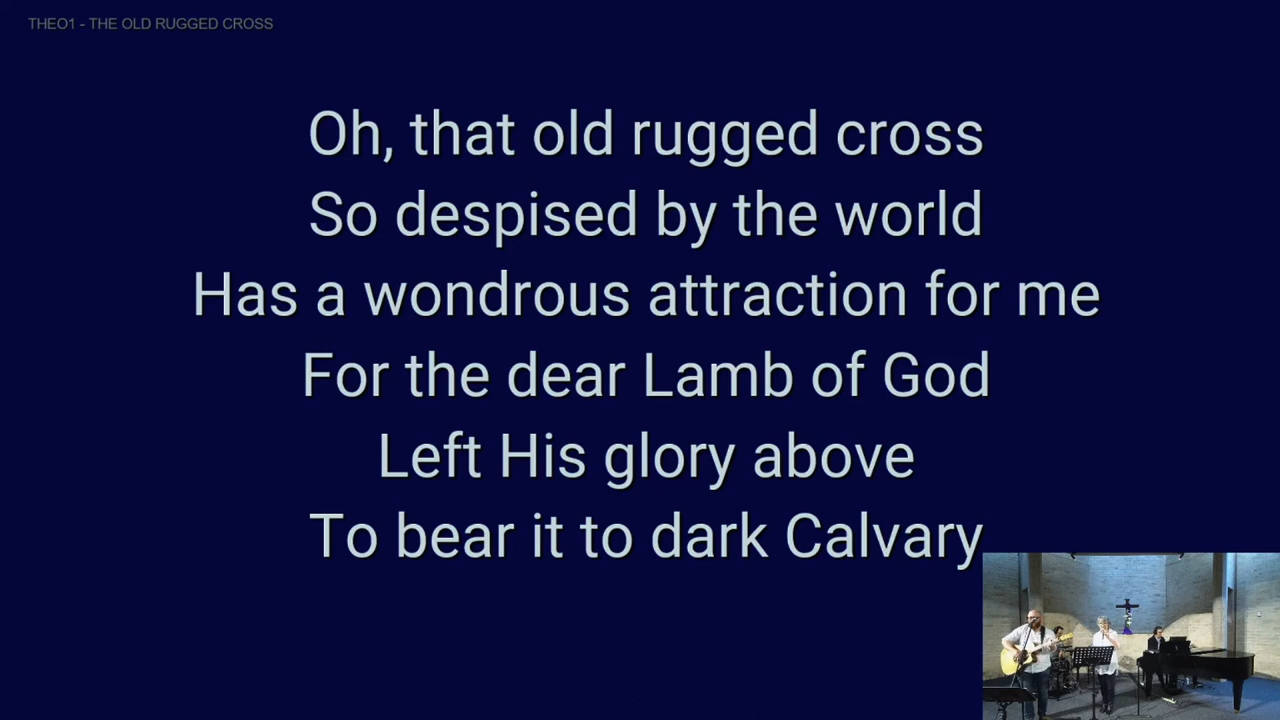 THEO1 - THE OLD RUGGED CROSS
Oh, that old rugged cross
So despised by the world
Has a wondrous attraction for me
For the dear Lamb of God
Left His glory above
To bear it to dark Calvary